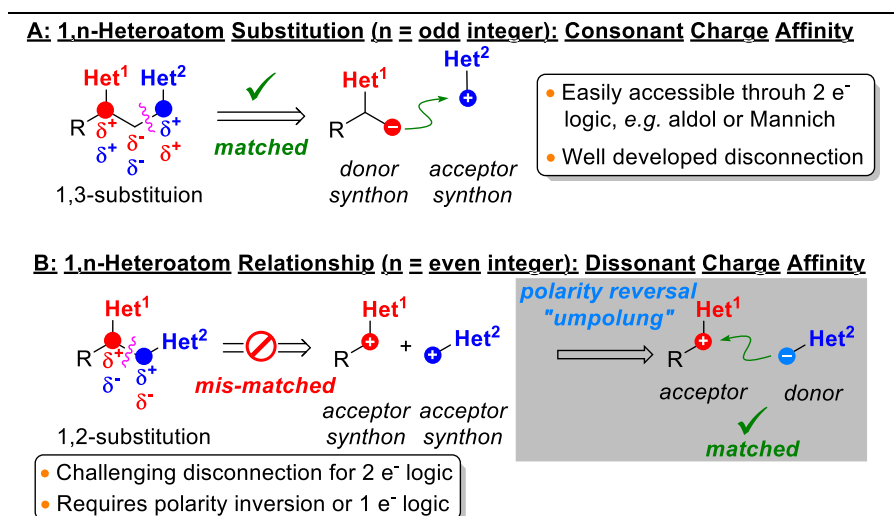 A: 1,n-Heteroatom Substitution (n = odd integer): Consonant Charge Affinity
Het¹ Het²
R
δ⁺ δ⁻ δ⁺
δ⁺ δ⁻ δ⁺
1,3-substituion
matched
Het¹
R
−
donor
synthon
Het²
+
acceptor
synthon
• Easily accessible throuh 2 e⁻
logic, e.g. aldol or Mannich
• Well developed disconnection
B: 1,n-Heteroatom Relationship (n = even integer): Dissonant Charge Affinity
Het¹
Het²
R
δ⁺ δ⁺
δ⁻ δ⁻
1,2-substitution
mis-matched
Het¹
R
+
+
+
Het²
acceptor
synthon
acceptor
synthon
polarity reversal
"umpolung"
Het¹
R
+
−
Het²
acceptor
donor
matched
• Challenging disconnection for 2 e⁻ logic
• Requires polarity inversion or 1 e⁻ logic